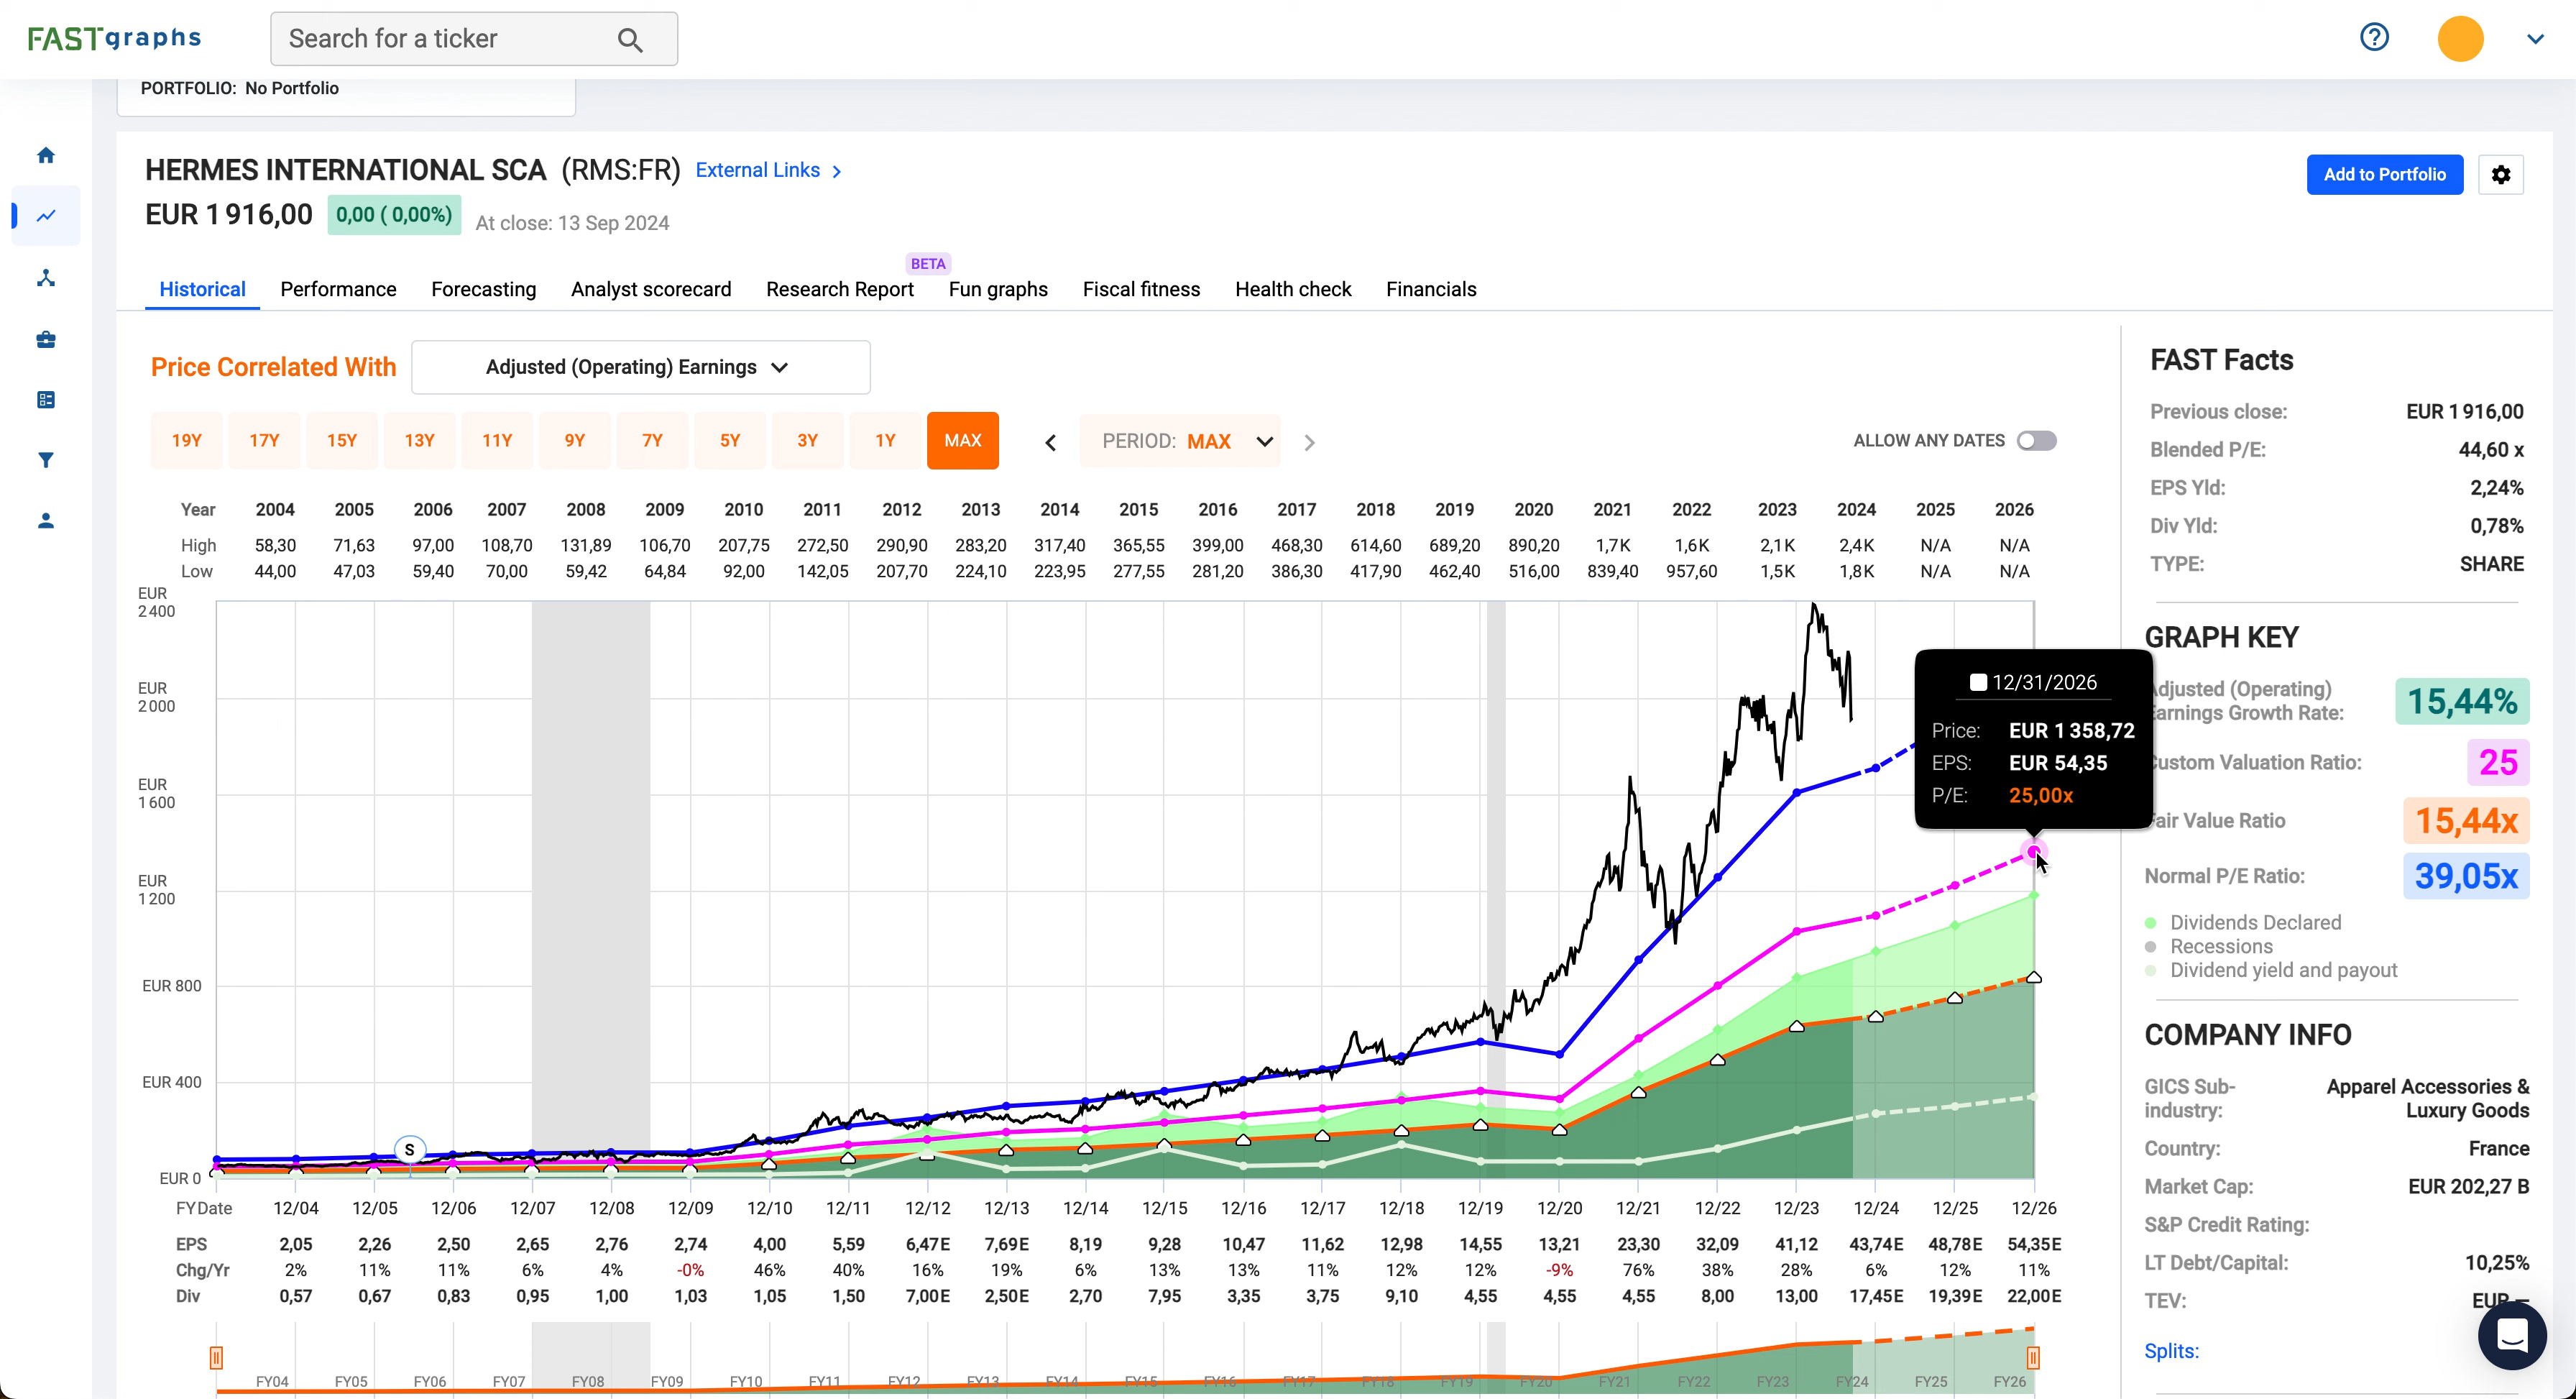 FASTgraphs
Search for a ticker
PORTFOLIO: No Portfolio
HERMES INTERNATIONAL SCA (RMS:FR) External Links
Add to Portfolio
EUR 1 916,00 0,00 ( 0,00%) At close: 13 Sep 2024
BETA
Historical Performance Forecasting Analyst scorecard Research Report Fun graphs Fiscal fitness Health check Financials
Price Correlated With Adjusted (Operating) Earnings
19Y 17Y 15Y 13Y 11Y 9Y 7Y 5Y 3Y 1Y MAX PERIOD: MAX ALLOW ANY DATES
Year 2004 2005 2006 2007 2008 2009 2010 2011 2012 2013 2014 2015 2016 2017 2018 2019 2020 2021 2022 2023 2024 2025 2026
High 58,30 71,63 97,00 108,70 131,89 106,70 207,75 272,50 290,90 283,20 317,40 365,55 399,00 468,30 614,60 689,20 890,20 1,7K 1,6K 2,1K 2,4K N/A N/A
Low 44,00 47,03 59,40 70,00 59,42 64,84 92,00 142,05 207,70 224,10 223,95 277,55 281,20 386,30 417,90 462,40 516,00 839,40 957,60 1,5K 1,8K N/A N/A
EUR
2 400
EUR
2 000
EUR
1 600
EUR
1 200
EUR 800
EUR 400
EUR 0
S
12/31/2026
Price: EUR 1 358,72
EPS: EUR 54,35
P/E: 25,00x
FYDate 12/04 12/05 12/06 12/07 12/08 12/09 12/10 12/11 12/12 12/13 12/14 12/15 12/16 12/17 12/18 12/19 12/20 12/21 12/22 12/23 12/24 12/25 12/26
EPS 2,05 2,26 2,50 2,65 2,76 2,74 4,00 5,59 6,47E 7,69E 8,19 9,28 10,47 11,62 12,98 14,55 13,21 23,30 32,09 41,12 43,74E 48,78E 54,35E
Chg/Yr 2% 11% 11% 6% 4% -0% 46% 40% 16% 19% 6% 13% 13% 11% 12% 12% -9% 76% 38% 28% 6% 12% 11%
Div 0,57 0,67 0,83 0,95 1,00 1,03 1,05 1,50 7,00E 2,50E 2,70 7,95 3,35 3,75 9,10 4,55 4,55 4,55 8,00 13,00 17,45E 19,39E 22,00E
FY04 FY05 FY06 FY07 FY08 FY09 FY10 FY11 FY12 FY13 FY14 FY15 FY16 FY17 FY18 FY19 FY20 FY21 FY22 FY23 FY24 FY25 FY26
FAST Facts
Previous close: EUR 1 916,00
Blended P/E: 44,60 x
EPS Yld: 2,24%
Div Yld: 0,78%
TYPE: SHARE
GRAPH KEY
djusted (Operating)
arnings Growth Rate: 15,44%
ustom Valuation Ratio: 25
air Value Ratio 15,44x
Normal P/E Ratio: 39,05x
Dividends Declared
Recessions
Dividend yield and payout
COMPANY INFO
GICS Sub-industry: Apparel Accessories & Luxury Goods
Country: France
Market Cap: EUR 202,27 B
S&P Credit Rating:
LT Debt/Capital: 10,25%
TEV: EUR —
Splits: